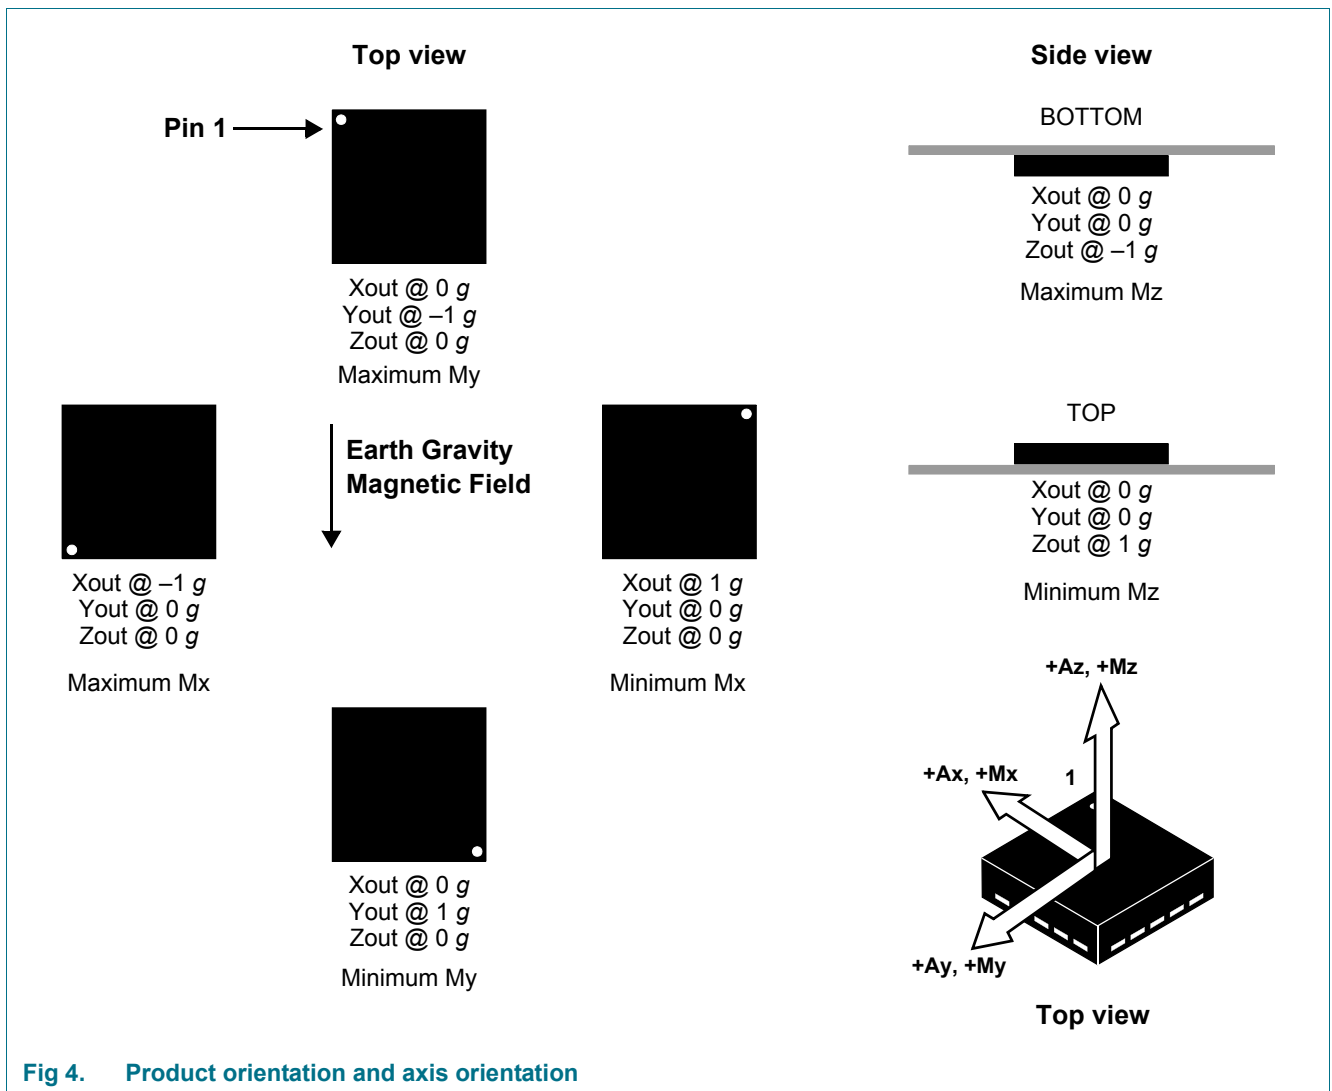 Top view
Pin 1
Xout @ 0 g
Yout @ –1 g
Zout @ 0 g
Maximum My
Earth Gravity
Magnetic Field
Xout @ –1 g
Yout @ 0 g
Zout @ 0 g
Maximum Mx
Xout @ 1 g
Yout @ 0 g
Zout @ 0 g
Minimum Mx
Xout @ 0 g
Yout @ 1 g
Zout @ 0 g
Minimum My
Side view
BOTTOM
Xout @ 0 g
Yout @ 0 g
Zout @ –1 g
Maximum Mz
TOP
Xout @ 0 g
Yout @ 0 g
Zout @ 1 g
Minimum Mz
+Az, +Mz
+Ax, +Mx
1
+Ay, +My
Top view
Fig 4. Product orientation and axis orientation